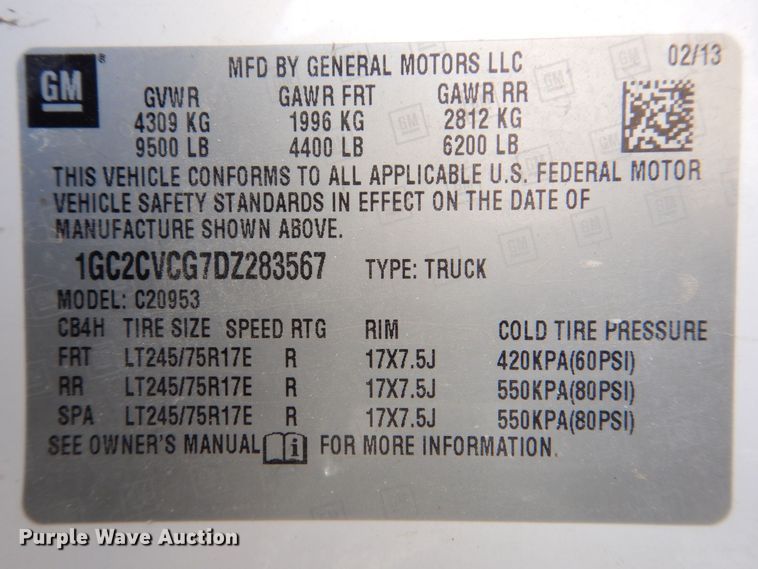 GM ®
MFD BY GENERAL MOTORS LLC 02/13
GVWR GAWR FRT GAWR RR
4309 KG 1996 KG 2812 KG
9500 LB 4400 LB 6200 LB
THIS VEHICLE CONFORMS TO ALL APPLICABLE U.S. FEDERAL MOTOR
VEHICLE SAFETY STANDARDS IN EFFECT ON THE DATE OF
MANUFACTURE SHOWN ABOVE.
1GC2CVCG7DZ283567 TYPE: TRUCK
MODEL: C20953
CB4H TIRE SIZE SPEED RTG RIM COLD TIRE PRESSURE
FRT LT245/75R17E R 17X7.5J 420KPA(60PSI)
RR LT245/75R17E R 17X7.5J 550KPA(80PSI)
SPA LT245/75R17E R 17X7.5J 550KPA(80PSI)
SEE OWNER'S MANUAL i FOR MORE INFORMATION.
Purple Wave Auction